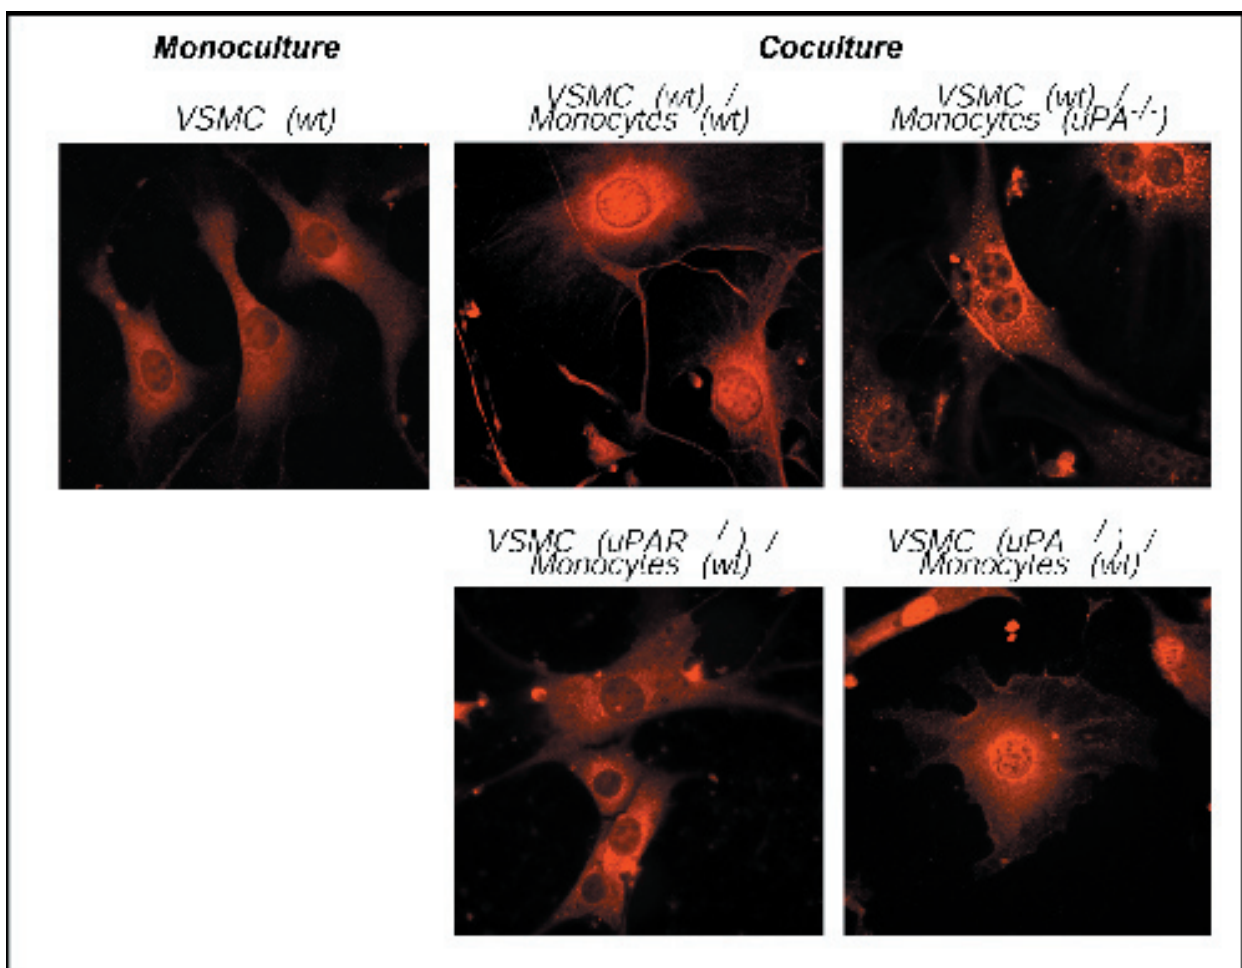 Monoculture
Coculture
VSMC (wt)
VSMC (wt) /
Monocytes (wt)
VSMC (wt) /
Monocytes (uPA-/-)
VSMC (uPAR /-) /
Monocytes (wt)
VSMC (uPA /-) /
Monocytes (wt)